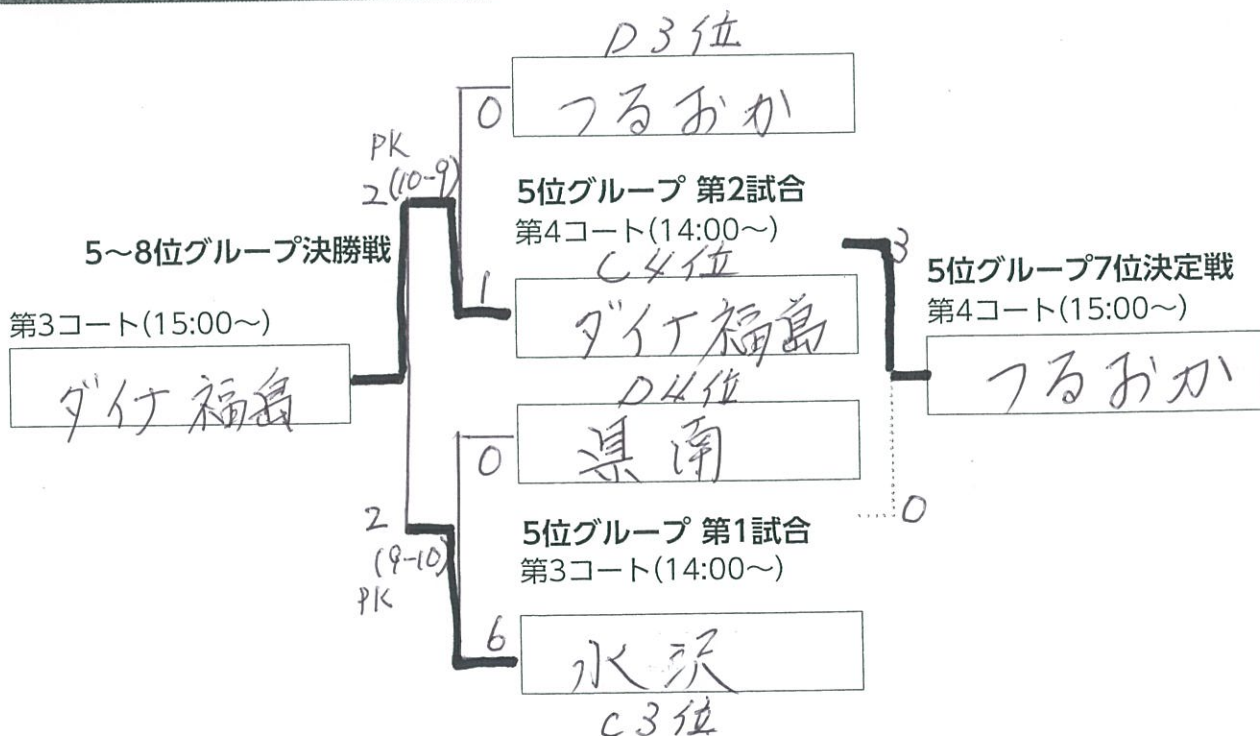 D3位
0
つるおか
PK
2(10-9)
5位グループ 第2試合
第4コート(14:00〜)
5〜8位グループ決勝戦
C4位
3
5位グループ7位決定戦
第4コート(15:00〜)
第3コート(15:00〜)
1
ダイナ福島
つるおか
ダイナ福島
D4位
0
県南
2
(9-10)
PK
5位グループ 第1試合
第3コート(14:00〜)
0
6
水沢
C3位